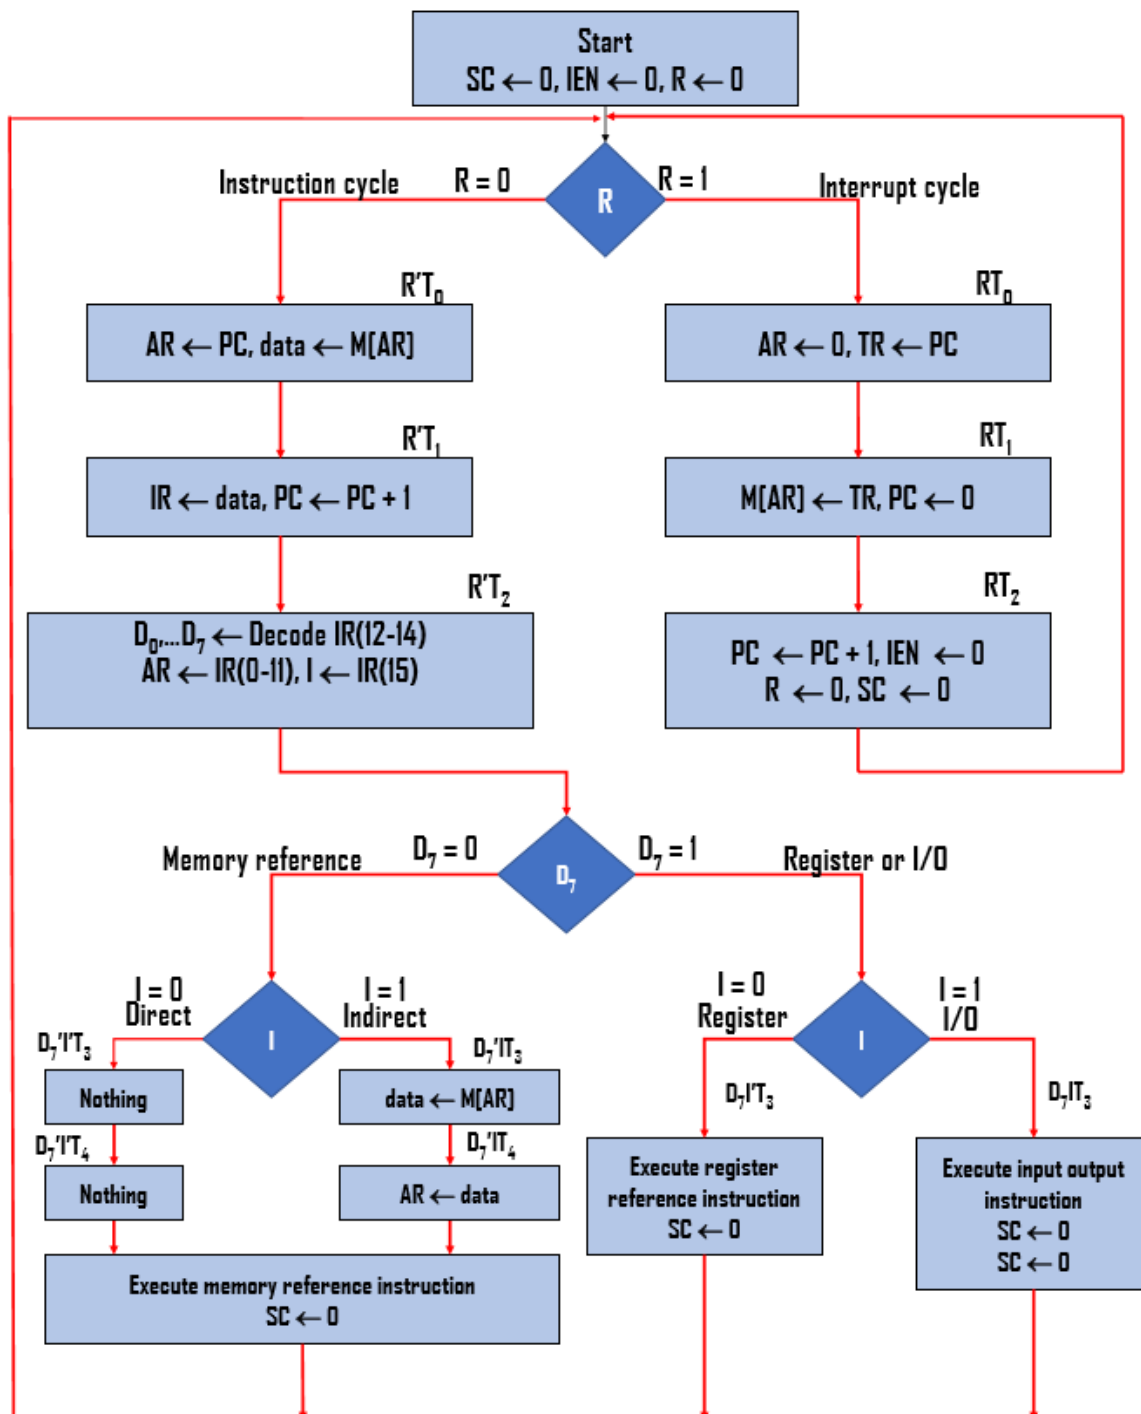 Start
SC ← 0, IEN ← 0, R ← 0
Instruction cycle
R = 0
R
R = 1
Interrupt cycle
R'T₀
AR ← PC, data ← M[AR]
RT₀
AR ← 0, TR ← PC
R'T₁
IR ← data, PC ← PC + 1
RT₁
M[AR] ← TR, PC ← 0
R'T₂
D₀,...D₇ ← Decode IR(12-14)
AR ← IR(0-11), I ← IR(15)
RT₂
PC ← PC + 1, IEN ← 0
R ← 0, SC ← 0
Memory reference
D₇ = 0
D₇
D₇ = 1
Register or I/O
I = 0
Direct
I
I = 1
Indirect
I = 0
Register
I
I = 1
I/O
D₇'I'T₃
Nothing
D₇'IT₃
data ← M[AR]
D₇'I'T₄
Nothing
D₇'IT₄
AR ← data
Execute memory reference instruction
SC ← 0
D₇I'T₃
Execute register
reference instruction
SC ← 0
D₇IT₃
Execute input output
instruction
SC ← 0
SC ← 0